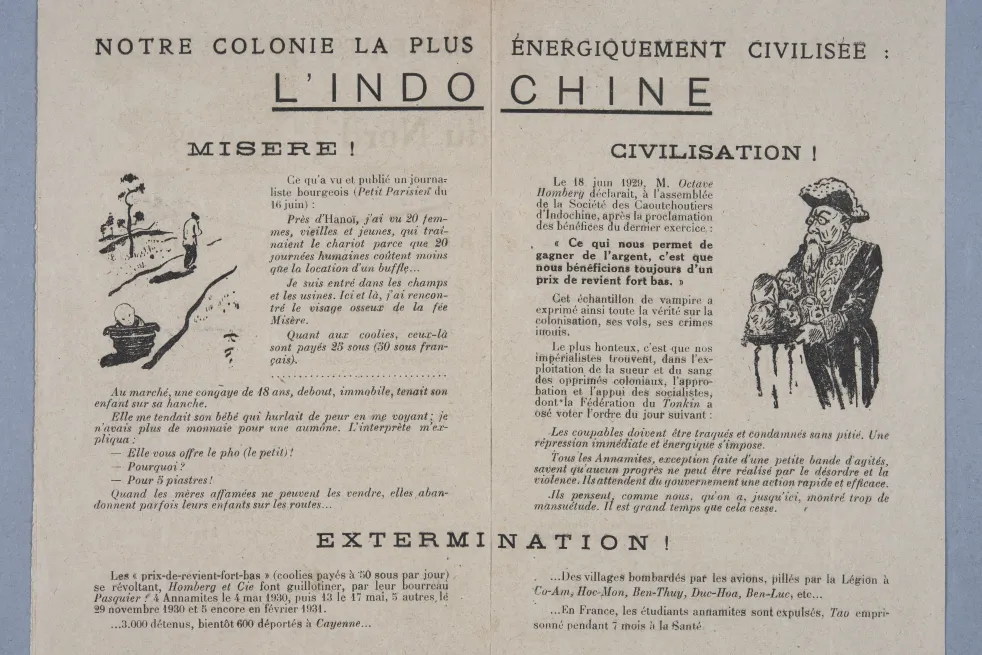 NOTRE COLONIE LA PLUS ÉNERGIQUEMENT CIVILISÉE :
L'INDOCHINE
MISERE !
Ce qu'a vu et publié un journa=
liste bourgeois (Petit Parisien du
16 juin) :
Près d'Hanoï, j'ai vu 20 fem-
mes, vieilles et jeunes, qui traî-
naient le chariot parce que 20
journées humaines coûtent moins
que la location d'un buffle...
Je suis entré dans les champs
et les usines. Ici et là, j'ai rencon-
tré le visage osseux de la fée
Misère.
Quant aux coolies, ceux-là
sont payés 25 sous (50 sous fran-
çais).
Au marché, une congaye de 18 ans, debout, immobile, tenait son
enfant sur sa hanche.
Elle me tendait son bébé qui hurlait de peur en me voyant ; je
n'avais plus de monnaie pour une aumône. L'interprète m'ex-
pliqua :
— Elle vous offre le pho (le petit) !
— Pourquoi ?
— Pour 5 piastres !
Quand les mères affamées ne peuvent les vendre, elles aban-
donnent parfois leurs enfants sur les routes...
CIVILISATION !
Le 18 juin 1929, M. Octave
Homberg déclarait, à l'assemblée
de la Société des Caoutchoutiers
d'Indochine, après la proclamation
des bénéfices du dernier exercice :
« Ce qui nous permet de
gagner de l'argent, c'est que
nous bénéficions toujours d'un
prix de revient fort bas. »
Cet échantillon de vampire a
exprimé ainsi toute la vérité sur la
colonisation, ses vols, ses crimes
inouïs.
Le plus honteux, c'est que nos
impérialistes trouvent, dans l'ex-
ploitation de la sueur et du sang
des opprimés coloniaux, l'appro-
bation et l'appui des socialistes,
dont la Fédération du Tonkin a
osé voter l'ordre du jour suivant :
Les coupables doivent être traqués et condamnés sans pitié. Une
répression immédiate et énergique s'impose.
Tous les Annamites, exception faite d'une petite bande d'agités,
savent qu'aucun progrès ne peut être réalisé par le désordre et la
violence. Ils attendent du gouvernement une action rapide et efficace.
Ils pensent, comme nous, qu'on a, jusqu'ici, montré trop de
mansuétude. Il est grand temps que cela cesse.
EXTERMINATION !
Les « prix-de-revient-fort-bas » (coolies payés à 50 sous par jour)
se révoltant, Homberg et Cie font guillotiner, par leur bourreau
Pasquier ! 4 Annamites le 4 mai 1930, puis 13 le 17 mai, 5 autres le
29 novembre 1930 et 5 encore en février 1931.
...3.000 détenus, bientôt 600 déportés à Cayenne...
...Des villages bombardés par les avions, pillés par la Légion à
Co-Am, Hoc-Mon, Ben-Thuy, Duc-Hoa, Ben-Luc, etc...
...En France, les étudiants annamites sont expulsés, Tao empri-
sonné pendant 7 mois à la Santé